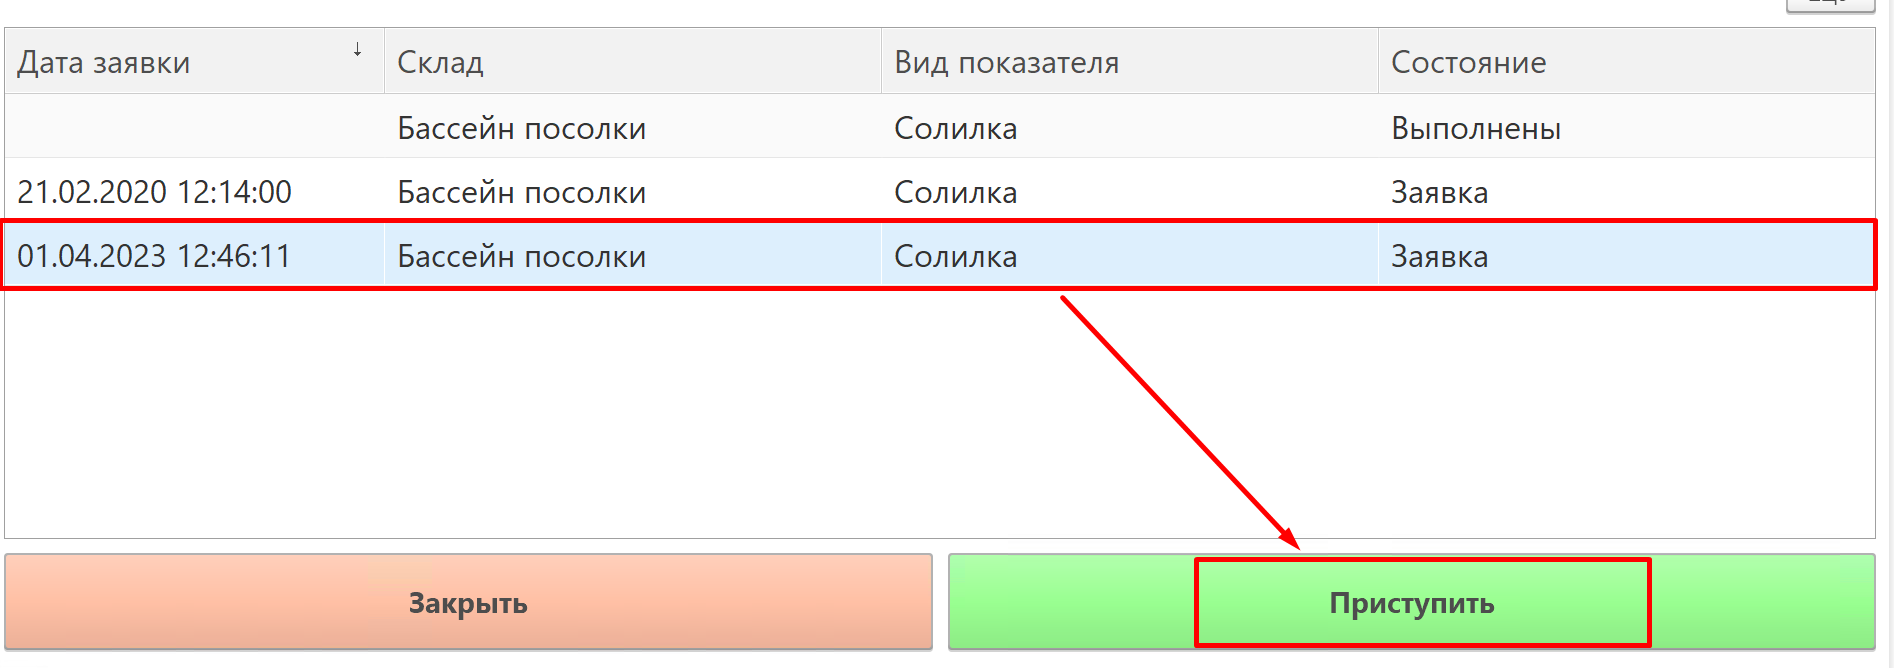 Дата заявки ↓ Склад Вид показателя Состояние
Бассейн посолки Солилка Выполнены
21.02.2020 12:14:00 Бассейн посолки Солилка Заявка
01.04.2023 12:46:11 Бассейн посолки Солилка Заявка
Закрыть Приступить